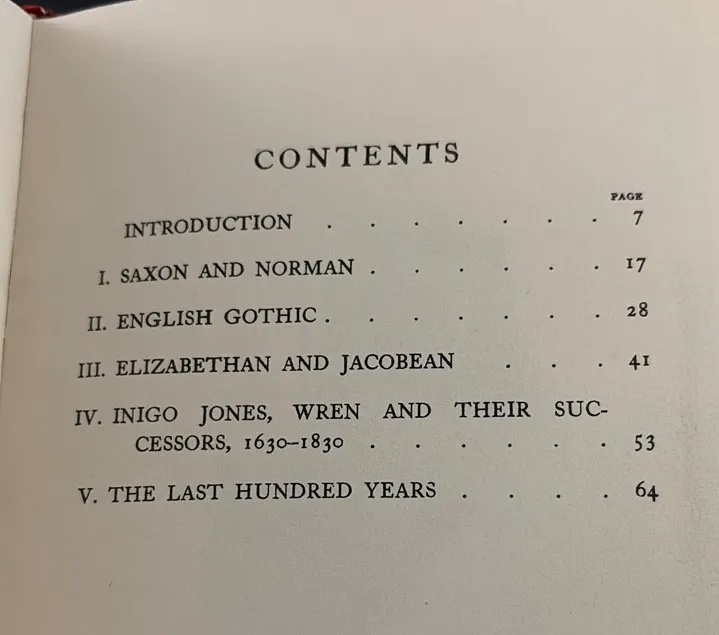 CONTENTS
PAGE
INTRODUCTION . . . . . . . 7
I. SAXON AND NORMAN . . . . . . 17
II. ENGLISH GOTHIC . . . . . . . 28
III. ELIZABETHAN AND JACOBEAN . . . 41
IV. INIGO JONES, WREN AND THEIR SUC-
CESSORS, 1630–1830 . . . . . . 53
V. THE LAST HUNDRED YEARS . . . . 64